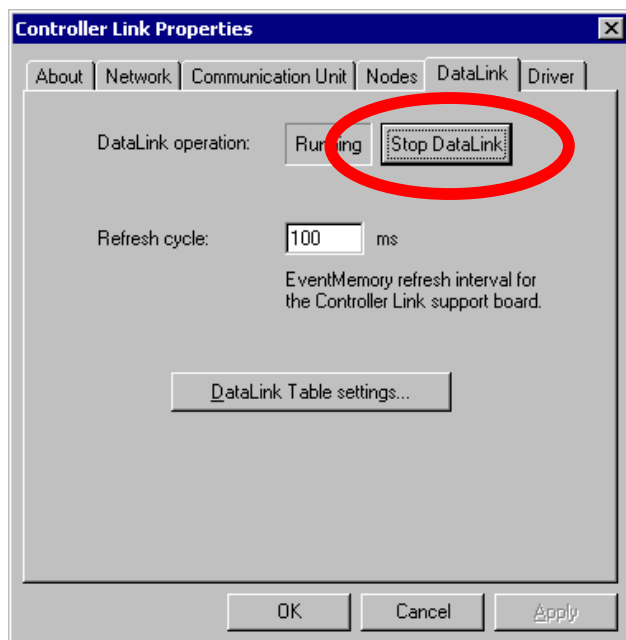 Controller Link Properties
About Network Communication Unit Nodes DataLink Driver
DataLink operation: Running Stop DataLink
Refresh cycle: 100 ms
EventMemory refresh interval for
the Controller Link support board.
DataLink Table settings...
OK Cancel Apply